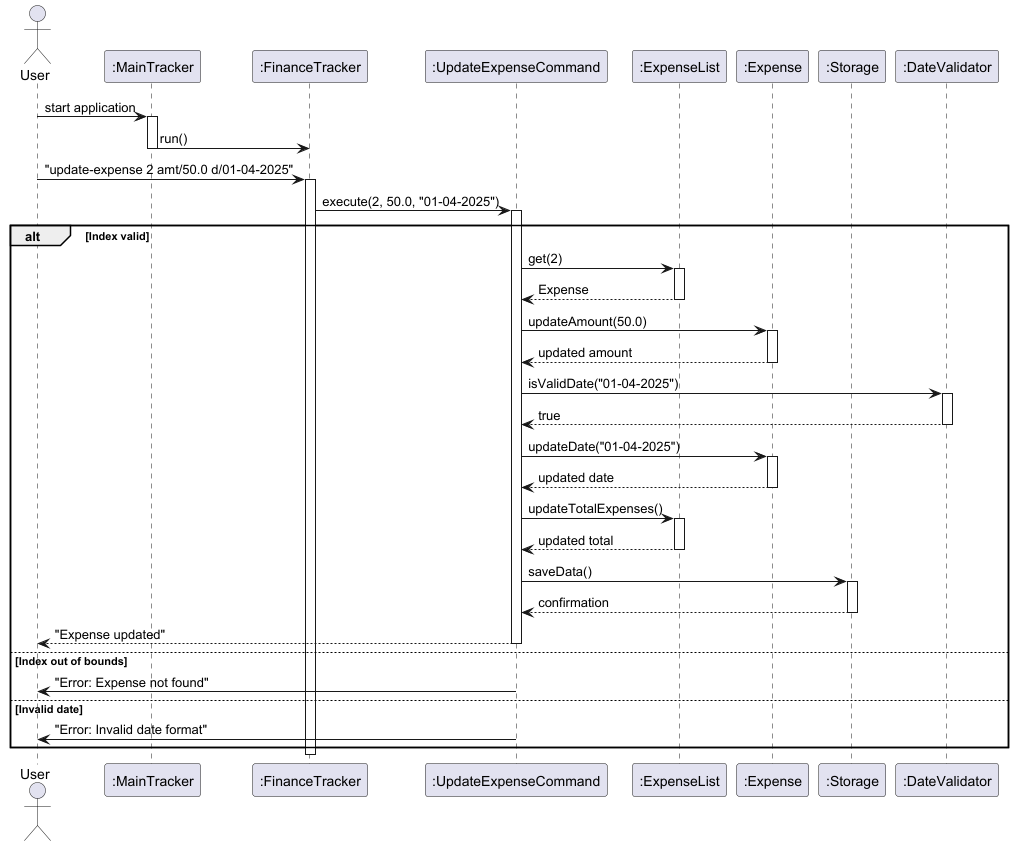 User
:MainTracker
:FinanceTracker
:UpdateExpenseCommand
:ExpenseList
:Expense
:Storage
:DateValidator
start application
run()
"update-expense 2 amt/50.0 d/01-04-2025"
execute(2, 50.0, "01-04-2025")
alt
[Index valid]
get(2)
Expense
updateAmount(50.0)
updated amount
isValidDate("01-04-2025")
true
updateDate("01-04-2025")
updated date
updateTotalExpenses()
updated total
saveData()
confirmation
"Expense updated"
[Index out of bounds]
"Error: Expense not found"
[Invalid date]
"Error: Invalid date format"
User
:MainTracker
:FinanceTracker
:UpdateExpenseCommand
:ExpenseList
:Expense
:Storage
:DateValidator